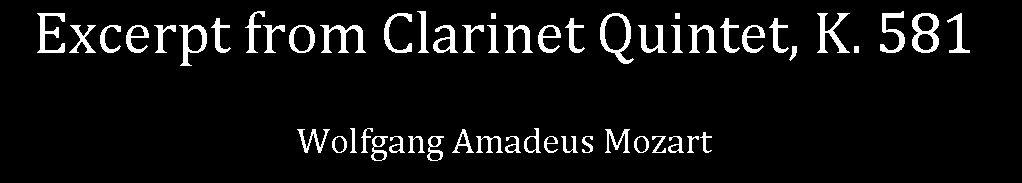 Excerpt from Clarinet Quintet, K. 581
Wolfgang Amadeus Mozart